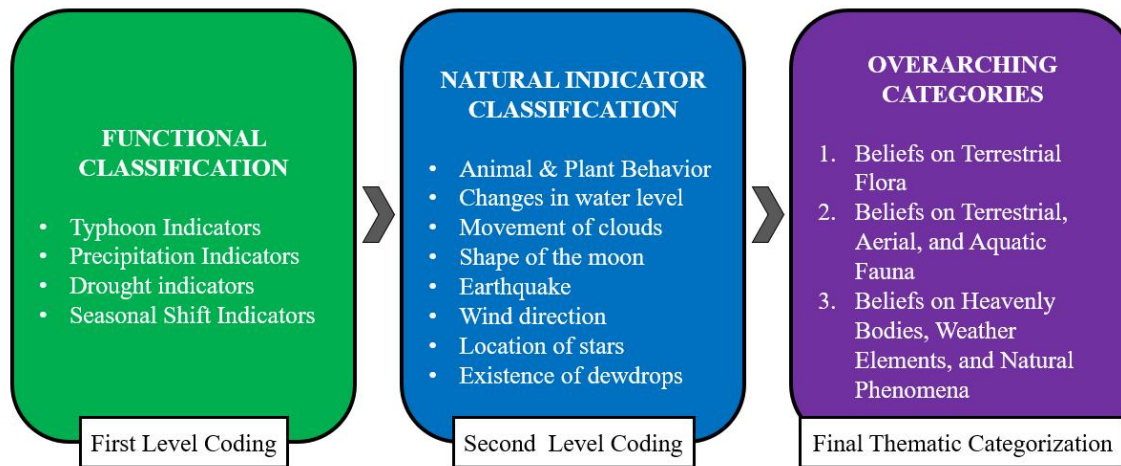 FUNCTIONAL
CLASSIFICATION
• Typhoon Indicators
• Precipitation Indicators
• Drought indicators
• Seasonal Shift Indicators
First Level Coding
NATURAL INDICATOR
CLASSIFICATION
• Animal & Plant Behavior
• Changes in water level
• Movement of clouds
• Shape of the moon
• Earthquake
• Wind direction
• Location of stars
• Existence of dewdrops
Second Level Coding
OVERARCHING
CATEGORIES
1. Beliefs on Terrestrial
Flora
2. Beliefs on Terrestrial,
Aerial, and Aquatic
Fauna
3. Beliefs on Heavenly
Bodies, Weather
Elements, and Natural
Phenomena
Final Thematic Categorization